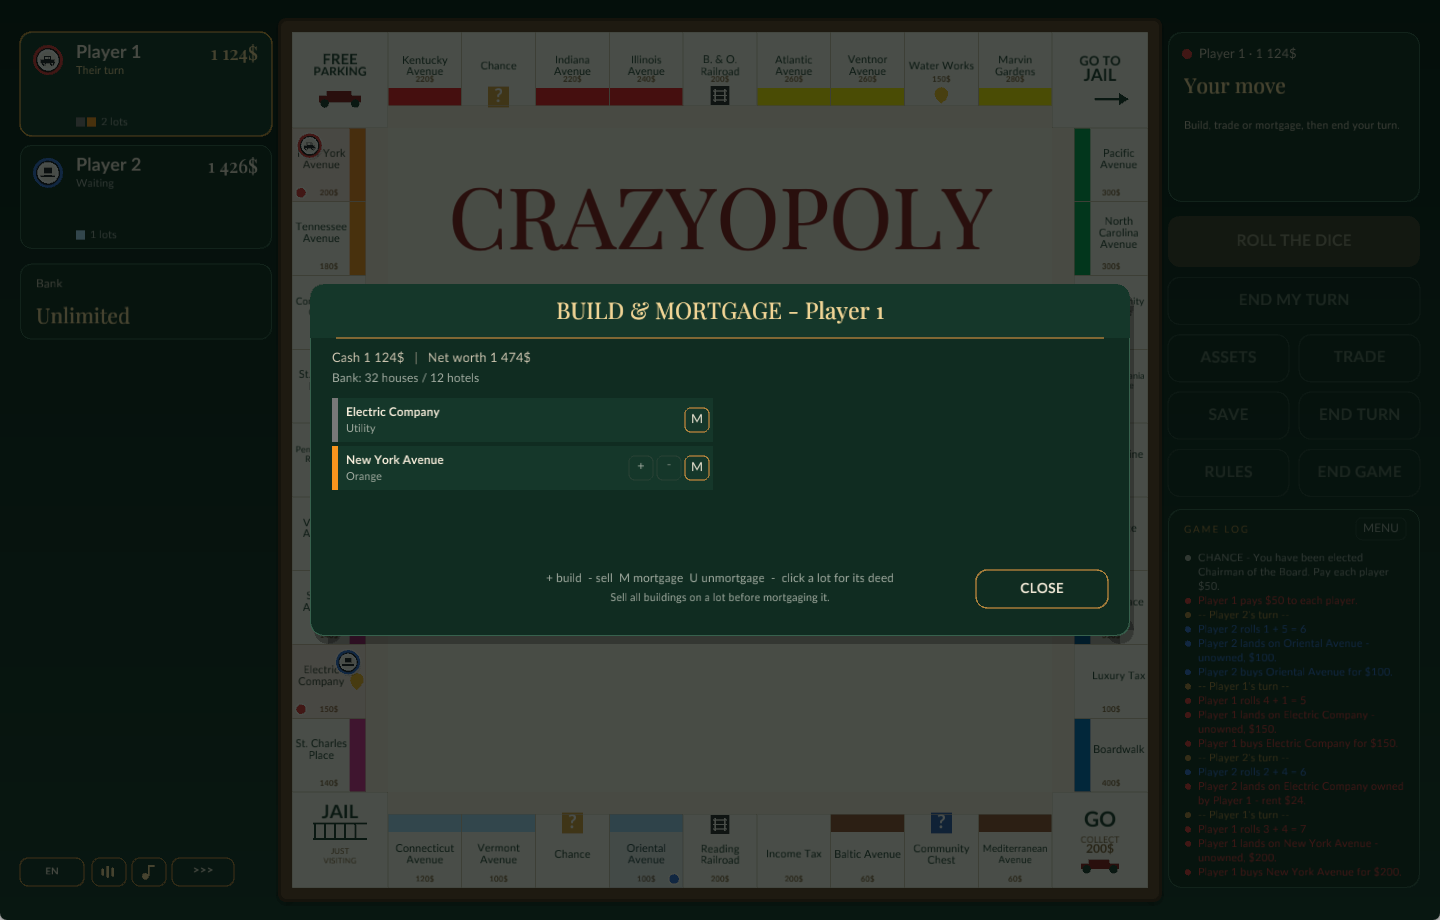 Player 1
1 124$
Their turn
2 lots
Player 2
1 426$
Waiting
1 lots
Bank
Unlimited
EN
>>>
FREE
PARKING
Kentucky
Avenue
220$
Chance
?
Indiana
Avenue
220$
Illinois
Avenue
240$
B. & O.
Railroad
200$
Atlantic
Avenue
260$
Ventnor
Avenue
260$
Water Works
150$
Marvin
Gardens
280$
GO TO
JAIL
York
Avenue
200$
Tennessee
Avenue
180$
CRAZYOPOLY
Pacific
Avenue
300$
North
Carolina
Avenue
300$
BUILD & MORTGAGE - Player 1
Cash 1 124$ | Net worth 1 474$
Bank: 32 houses / 12 hotels
Electric Company
Utility
M
New York Avenue
Orange
+ - M
+ build - sell M mortgage U unmortgage - click a lot for its deed
Sell all buildings on a lot before mortgaging it.
CLOSE
Electric
Company
150$
St. Charles
Place
140$
Luxury Tax
100$
Boardwalk
400$
JAIL
JUST
VISITING
Connecticut
Avenue
120$
Vermont
Avenue
100$
?
Chance
Oriental
Avenue
100$
Reading
Railroad
200$
Income Tax
200$
Baltic Avenue
60$
?
Community
Chest
Mediterranean
Avenue
60$
GO
COLLECT
200$
Player 1 · 1 124$
Your move
Build, trade or mortgage, then end your turn.
ROLL THE DICE
END MY TURN
ASSETS
TRADE
SAVE
END TURN
RULES
END GAME
GAME LOG
MENU
CHANCE - You have been elected
Chairman of the Board. Pay each player
$50.
Player 1 pays $50 to each player.
-- Player 2's turn --
Player 2 rolls 1 + 5 = 6
Player 2 lands on Oriental Avenue -
unowned, $100.
Player 2 buys Oriental Avenue for $100.
-- Player 1's turn --
Player 1 rolls 4 + 1 = 5
Player 1 lands on Electric Company -
unowned, $150.
Player 1 buys Electric Company for $150.
-- Player 2's turn --
Player 2 rolls 2 + 4 = 6
Player 2 lands on Electric Company owned
by Player 1 - rent $24
-- Player 1's turn --
Player 1 rolls 3 + 4 = 7
Player 1 lands on New York Avenue -
unowned, $200.
Player 1 buys New York Avenue for $200.